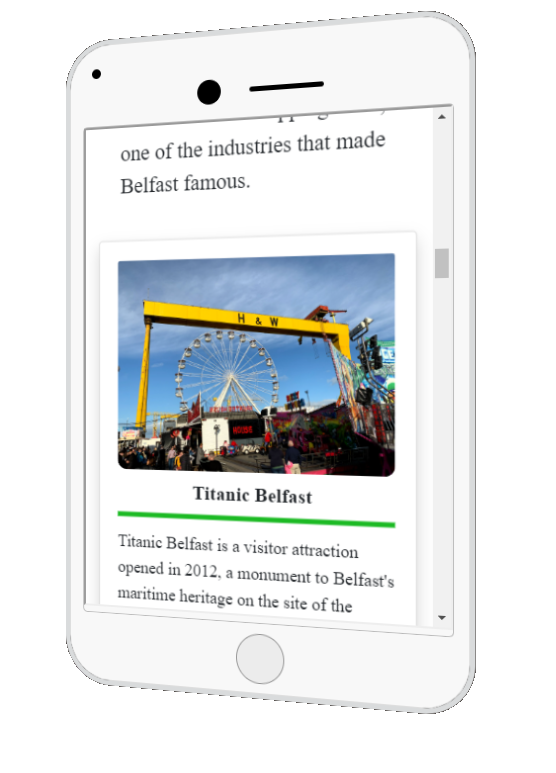 one of the industries that made
Belfast famous.
H & W
Titanic Belfast
Titanic Belfast is a visitor attraction
opened in 2012, a monument to Belfast's
maritime heritage on the site of the